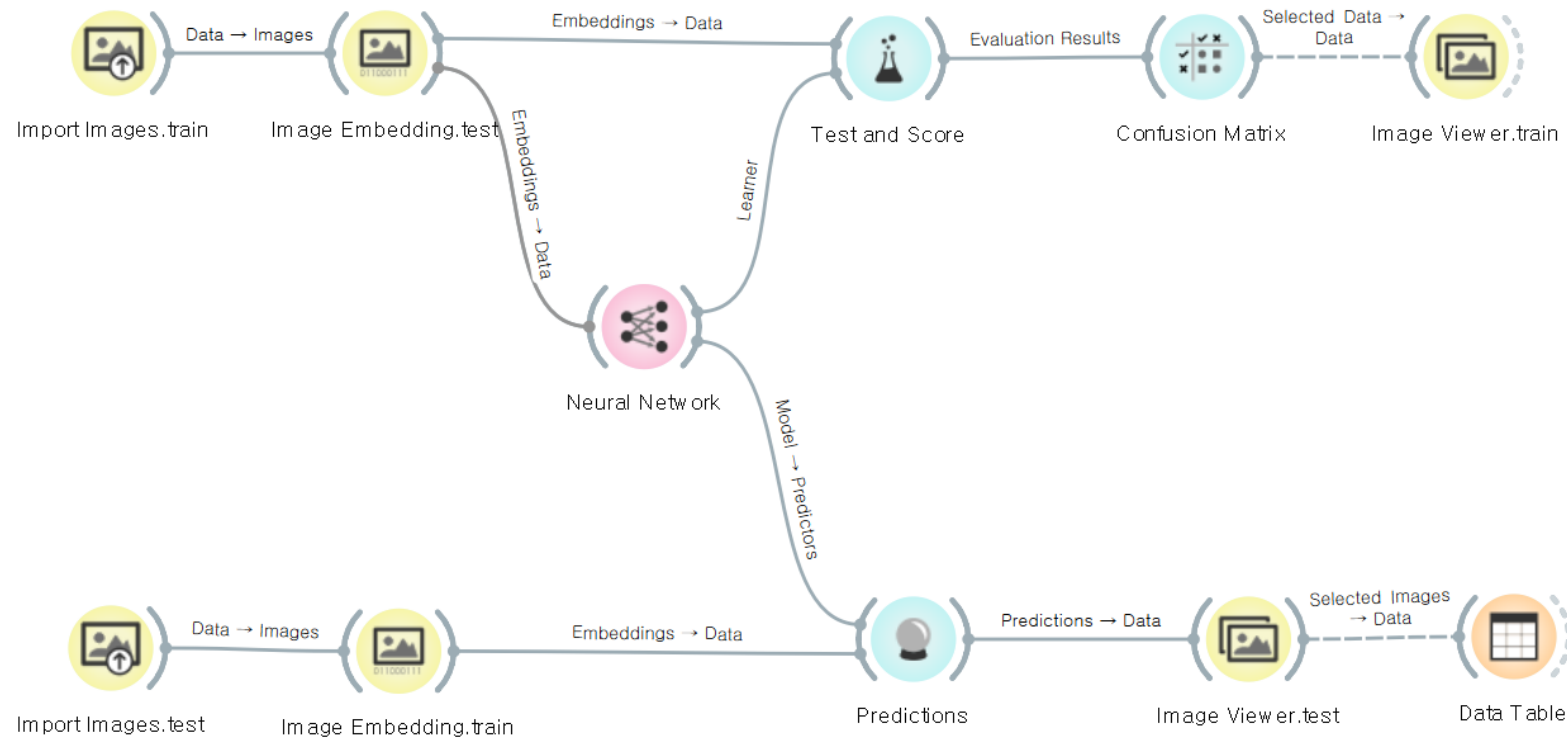 Data → Images
Embeddings → Data
Evaluation Results
Selected Data →
Data
Import Images.train
Image Embedding.test
Test and Score
Confusion Matrix
Image Viewer.train
Embeddings → Data
Learner
Neural Network
Model → Predictors
Data → Images
Embeddings → Data
Predictions → Data
Selected Images
→ Data
Import Images.test
Image Embedding.train
Predictions
Image Viewer.test
Data Table
011000111
011000111